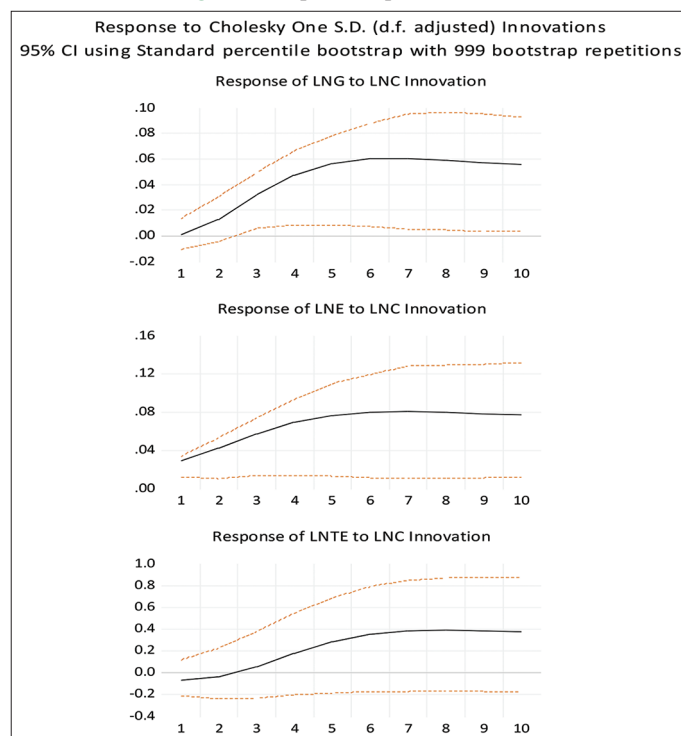 Response to Cholesky One S.D. (d.f. adjusted) Innovations
95% CI using Standard percentile bootstrap with 999 bootstrap repetitions
Response of LNG to LNC Innovation
.10
.08
.06
.04
.02
.00
-.02
1 2 3 4 5 6 7 8 9 10
Response of LNE to LNC Innovation
.16
.12
.08
.04
.00
1 2 3 4 5 6 7 8 9 10
Response of LNTE to LNC Innovation
1.0
0.8
0.6
0.4
0.2
0.0
-0.2
-0.4
1 2 3 4 5 6 7 8 9 10